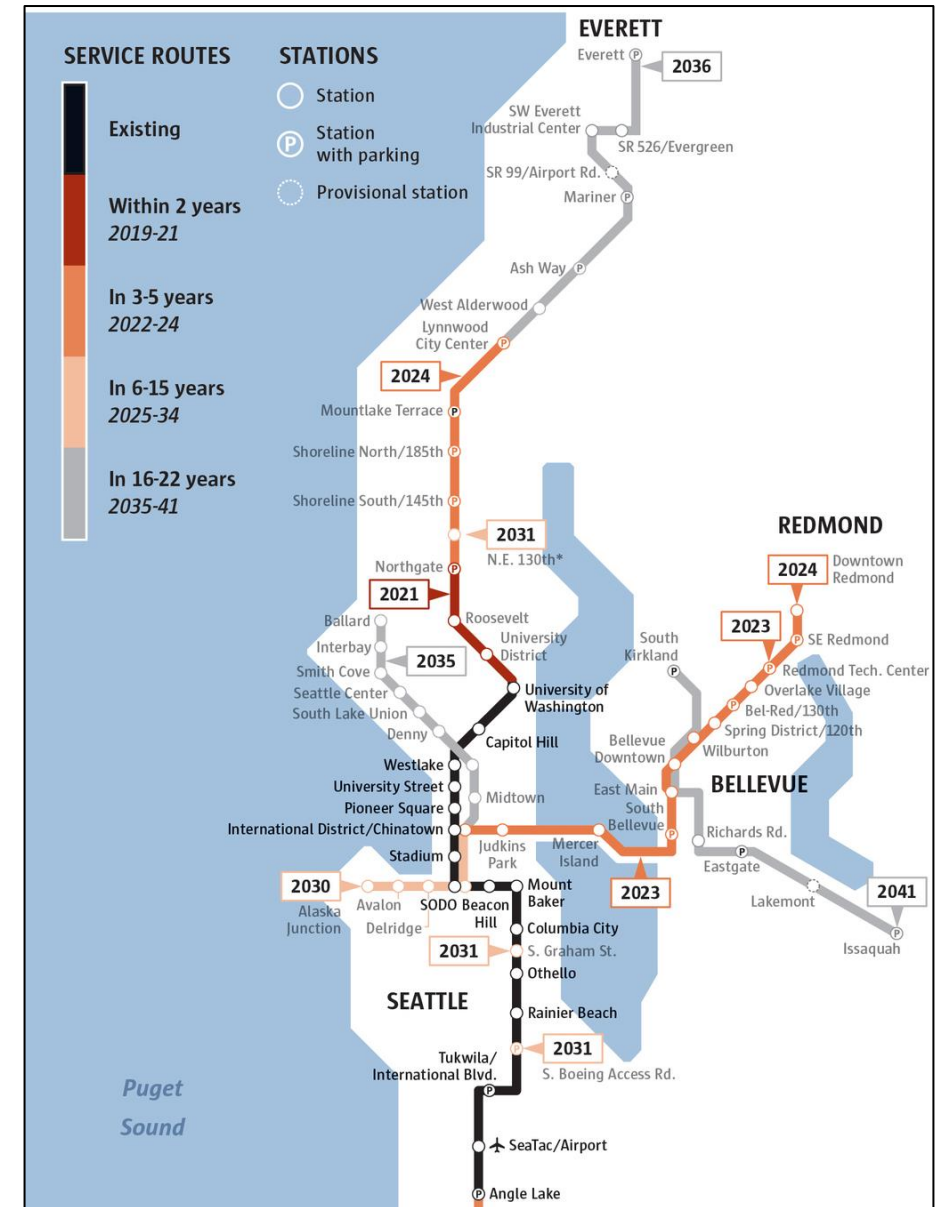 SERVICE ROUTES
Existing
Within 2 years
2019-21
In 3-5 years
2022-24
In 6-15 years
2025-34
In 16-22 years
2035-41
STATIONS
Station
P
Station
with parking
Provisional station
EVERETT
Everett
P
2036
SW Everett
Industrial Center
SR 526/Evergreen
SR 99/Airport Rd.
Mariner
P
Ash Way
P
West Alderwood
Lynnwood
City Center
P
2024
Mountlake Terrace
P
Shoreline North/185th
P
Shoreline South/145th
P
2031
N.E. 130th*
Northgate
P
2021
Roosevelt
University
District
University of
Washington
Ballard
Interbay
2035
Smith Cove
Seattle Center
South Lake Union
Denny
Capitol Hill
Westlake
University Street
Midtown
Pioneer Square
International District/Chinatown
Judkins
Park
Mercer
Island
Stadium
REDMOND
2024
Downtown
Redmond
2023
P
SE Redmond
P
Redmond Tech. Center
Overlake Village
P
Bel-Red/130th
Spring District/120th
Wilburton
South
Kirkland
P
Bellevue
Downtown
BELLEVUE
East Main
South
Bellevue
P
Richards Rd.
P
Eastgate
2023
Lakemont
2041
P
Issaquah
2030
Alaska
Junction
Avalon
Delridge
SODO
Beacon
Hill
Mount
Baker
Columbia City
2031
S. Graham St.
Othello
SEATTLE
Rainier Beach
P
2031
S. Boeing Access Rd.
Tukwila/
International Blvd.
P
SeaTac/Airport
P
Angle Lake
Puget
Sound